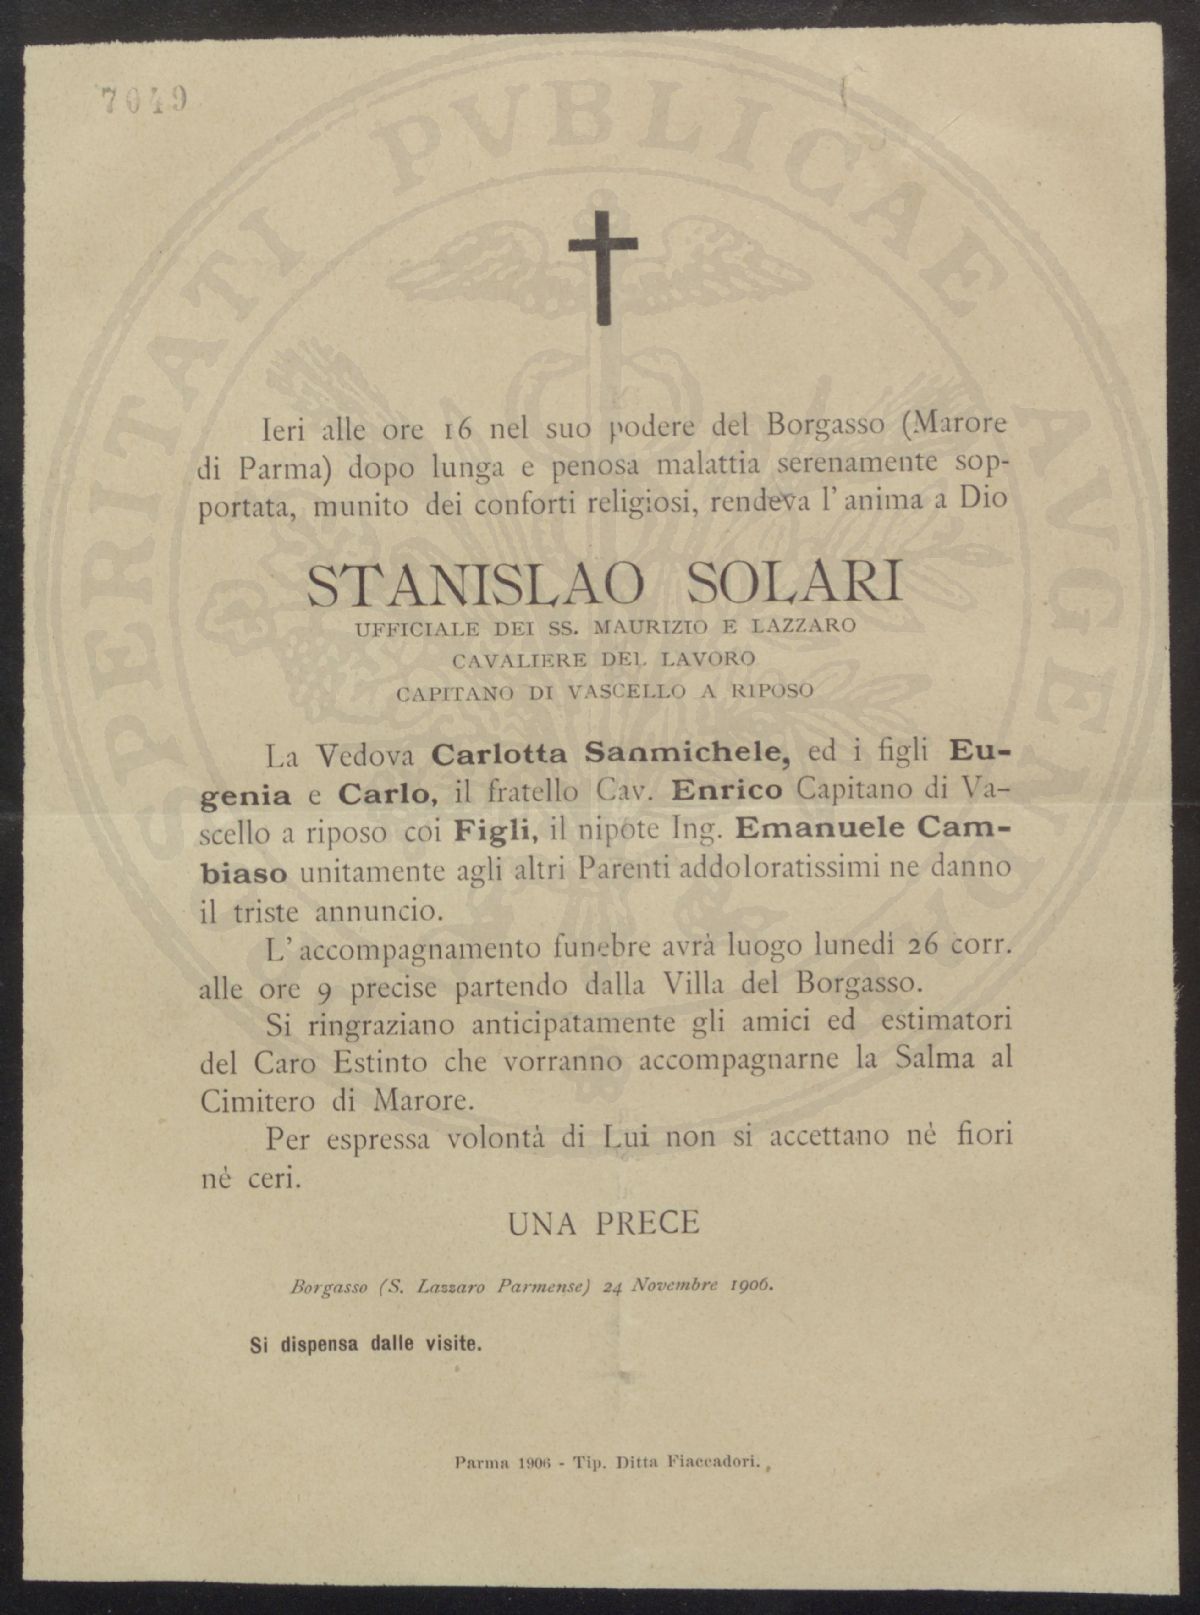 7049
PVBLICAE
Ieri alle ore 16 nel suo podere del Borgasso (Marore
di Parma) dopo lunga e penosa malattia serenamente sop-
portata, munito dei conforti religiosi, rendeva l'anima a Dio
STANISLAO SOLARI
UFFICIALE DEI SS. MAURIZIO E LAZZARO
CAVALIERE DEL LAVORO
CAPITANO DI VASCELLO A RIPOSO
La Vedova Carlotta Sanmichele, ed i figli Eu-
genia e Carlo, il fratello Cav. Enrico Capitano di Va-
scello a riposo coi Figli, il nipote Ing. Emanuele Cam-
biaso unitamente agli altri Parenti addoloratissimi ne danno
il triste annuncio.
L'accompagnamento funebre avrà luogo lunedì 26 corr.
alle ore 9 precise partendo dalla Villa del Borgasso.
Si ringraziano anticipatamente gli amici ed estimatori
del Caro Estinto che vorranno accompagnarne la Salma al
Cimitero di Marore.
Per espressa volontà di Lui non si accettano nè fiori
nè ceri.
UNA PRECE
Borgasso (S. Lazzaro Parmense) 24 Novembre 1906.
Si dispensa dalle visite.
Parma 1906 - Tip. Ditta Fiaccadori.